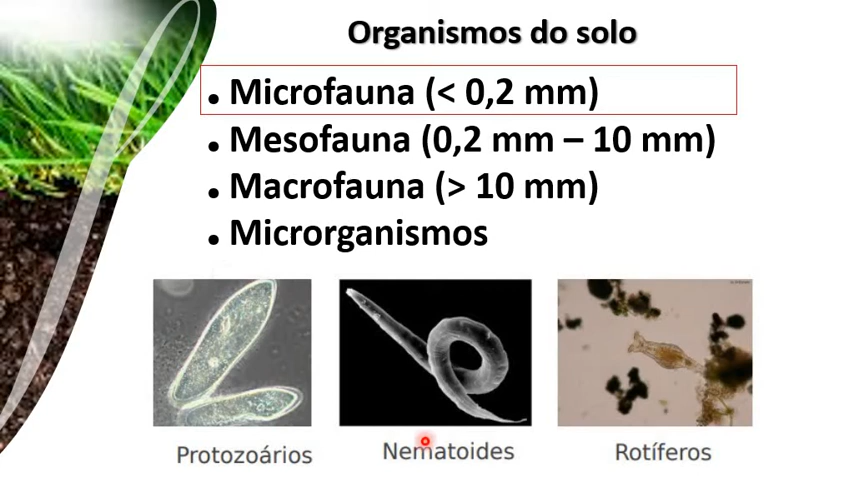 Organismos do solo
• Microfauna (< 0,2 mm)
• Mesofauna (0,2 mm – 10 mm)
• Macrofauna (> 10 mm)
• Microrganismos
Protozoários
Nematoides
Rotíferos